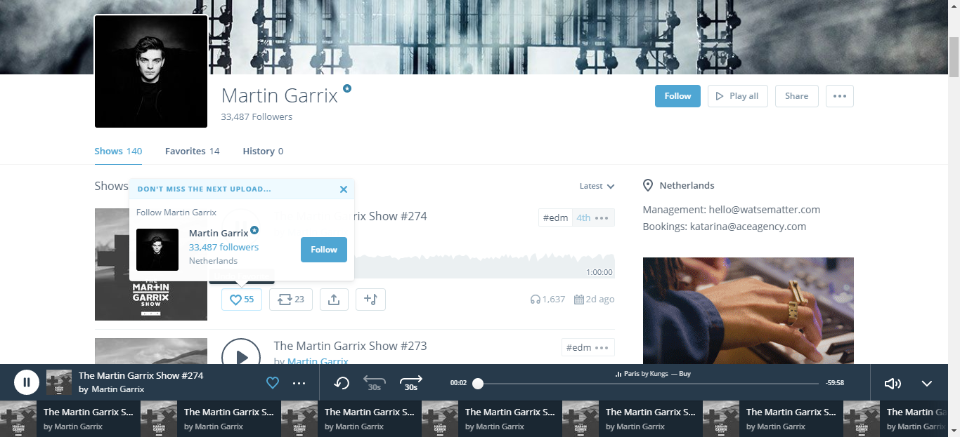 Martin Garrix
33,487 Followers
Follow
Play all
Share
Shows 140
Favorites 14
History 0
Shows
DON'T MISS THE NEXT UPLOAD...
Follow Martin Garrix
Martin Garrix
33,487 followers
Netherlands
Follow
Latest
Netherlands
Management: hello@watsematter.com
Bookings: katarina@aceagency.com
x Show #274
#edm 4th
1:00:00
MARTIN
GARRIX
SHOW
55
23
1,637
2d ago
The Martin Garrix Show #273
by Martin Garrix
#edm
The Martin Garrix Show #274
by Martin Garrix
30s
30s
00:02
Paris by Kungs — Buy
-59:58
The Martin Garrix S...
by Martin Garrix
The Martin Garrix S...
by Martin Garrix
The Martin Garrix S...
by Martin Garrix
The Martin Garrix S...
by Martin Garrix
The Martin Garrix S...
by Martin Garrix
The Martin Garrix S...
by Martin Garrix
The Martin G
by Martin Garrix